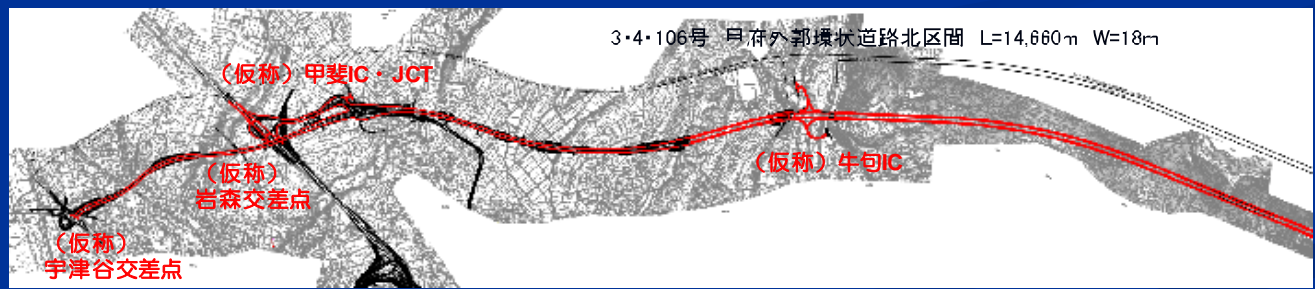 3・4・106号 甲府外郭環状道路北区間 L=14,660m W=18m
（仮称）甲斐IC・JCT
（仮称）
岩森交差点
（仮称）牛句IC
（仮称）
宇津谷交差点